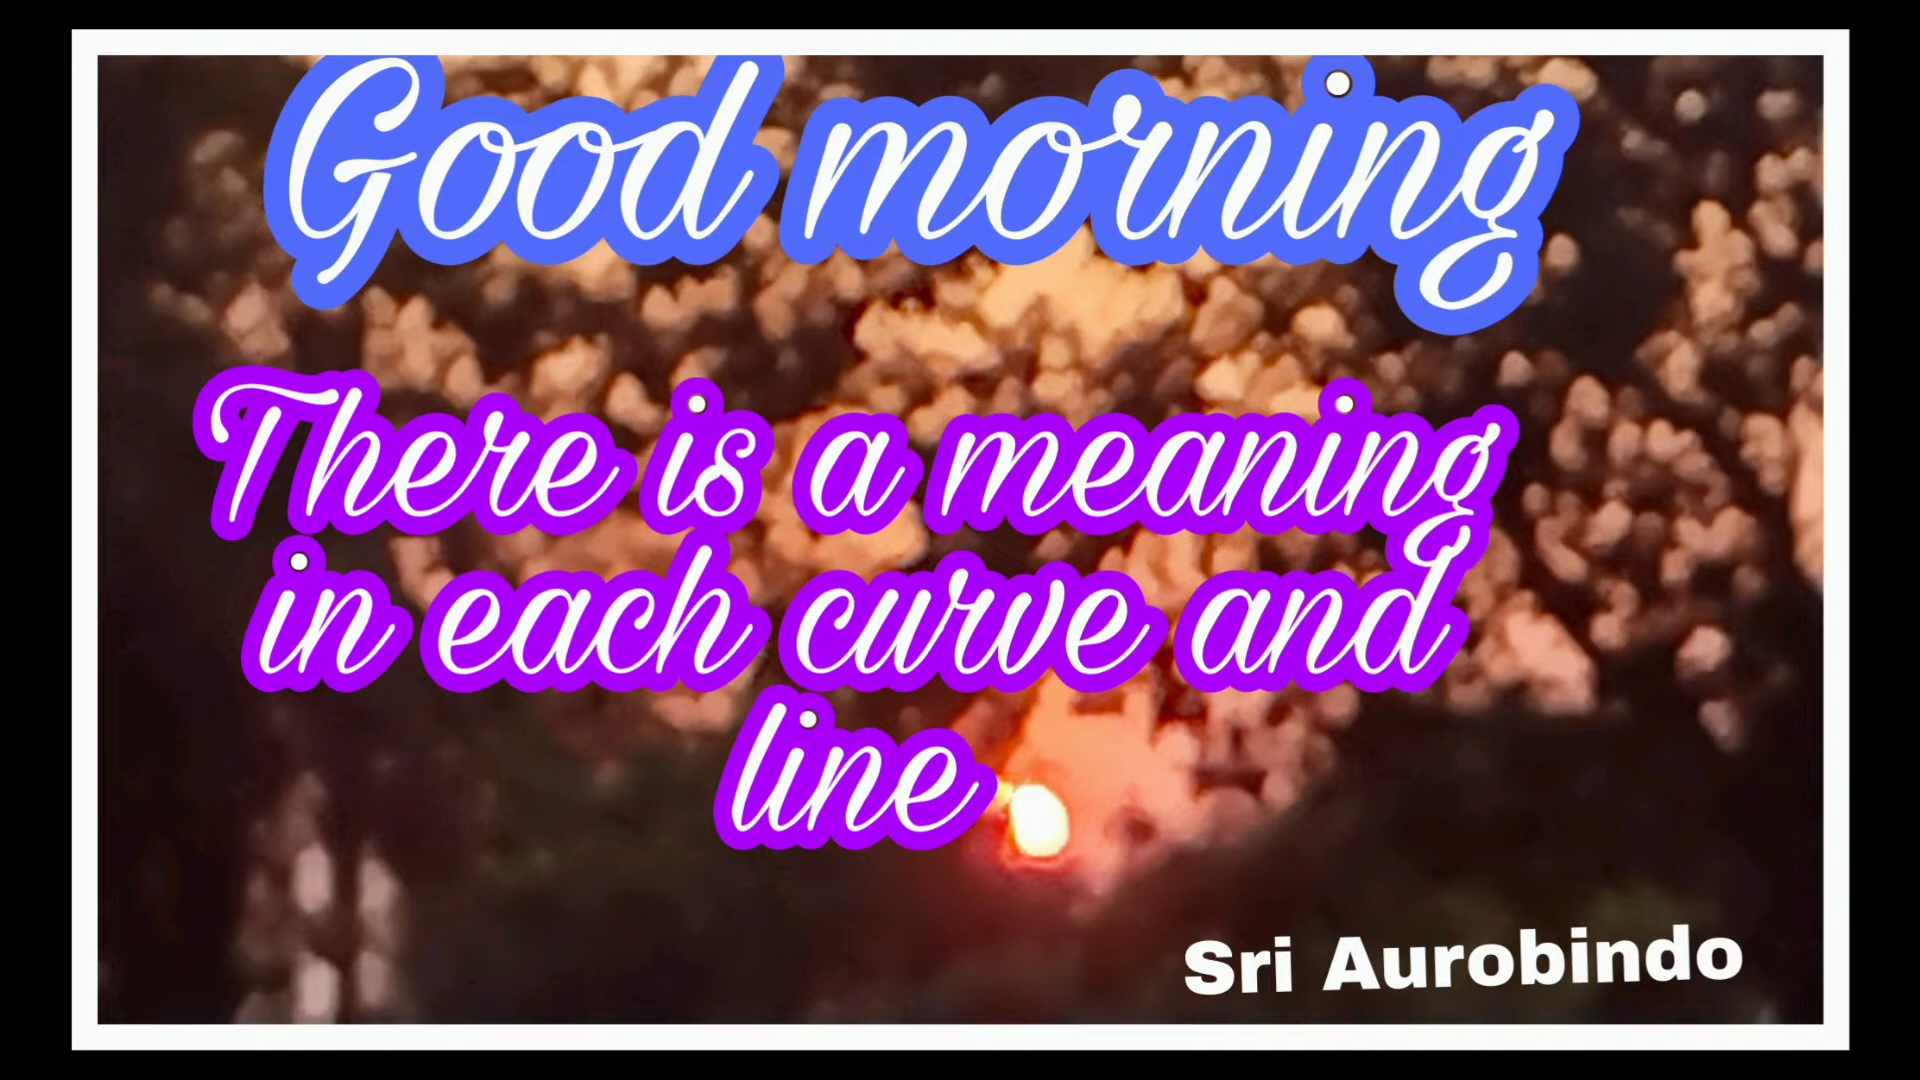 Good morning
There is a meaning
in each curve and
line
Sri Aurobindo